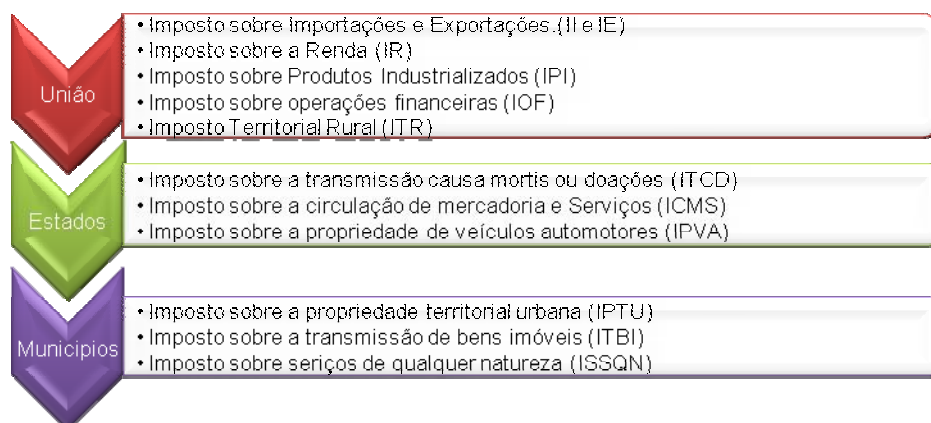 União
• Imposto sobre Importações e Exportações.(II e IE)
• Imposto sobre a Renda (IR)
• Imposto sobre Produtos Industrializados (IPI)
• Imposto sobre operações financeiras (IOF)
• Imposto Territorial Rural (ITR)
Estados
• Imposto sobre a transmissão causa mortis ou doações (ITCD)
• Imposto sobre a circulação de mercadoria e Serviços (ICMS)
• Imposto sobre a propriedade de veículos automotores (IPVA)
Municipios
• Imposto sobre a propriedade territorial urbana (IPTU)
• Imposto sobre a transmissão de bens imóveis (ITBI)
• Imposto sobre seriços de qualquer natureza (ISSQN)